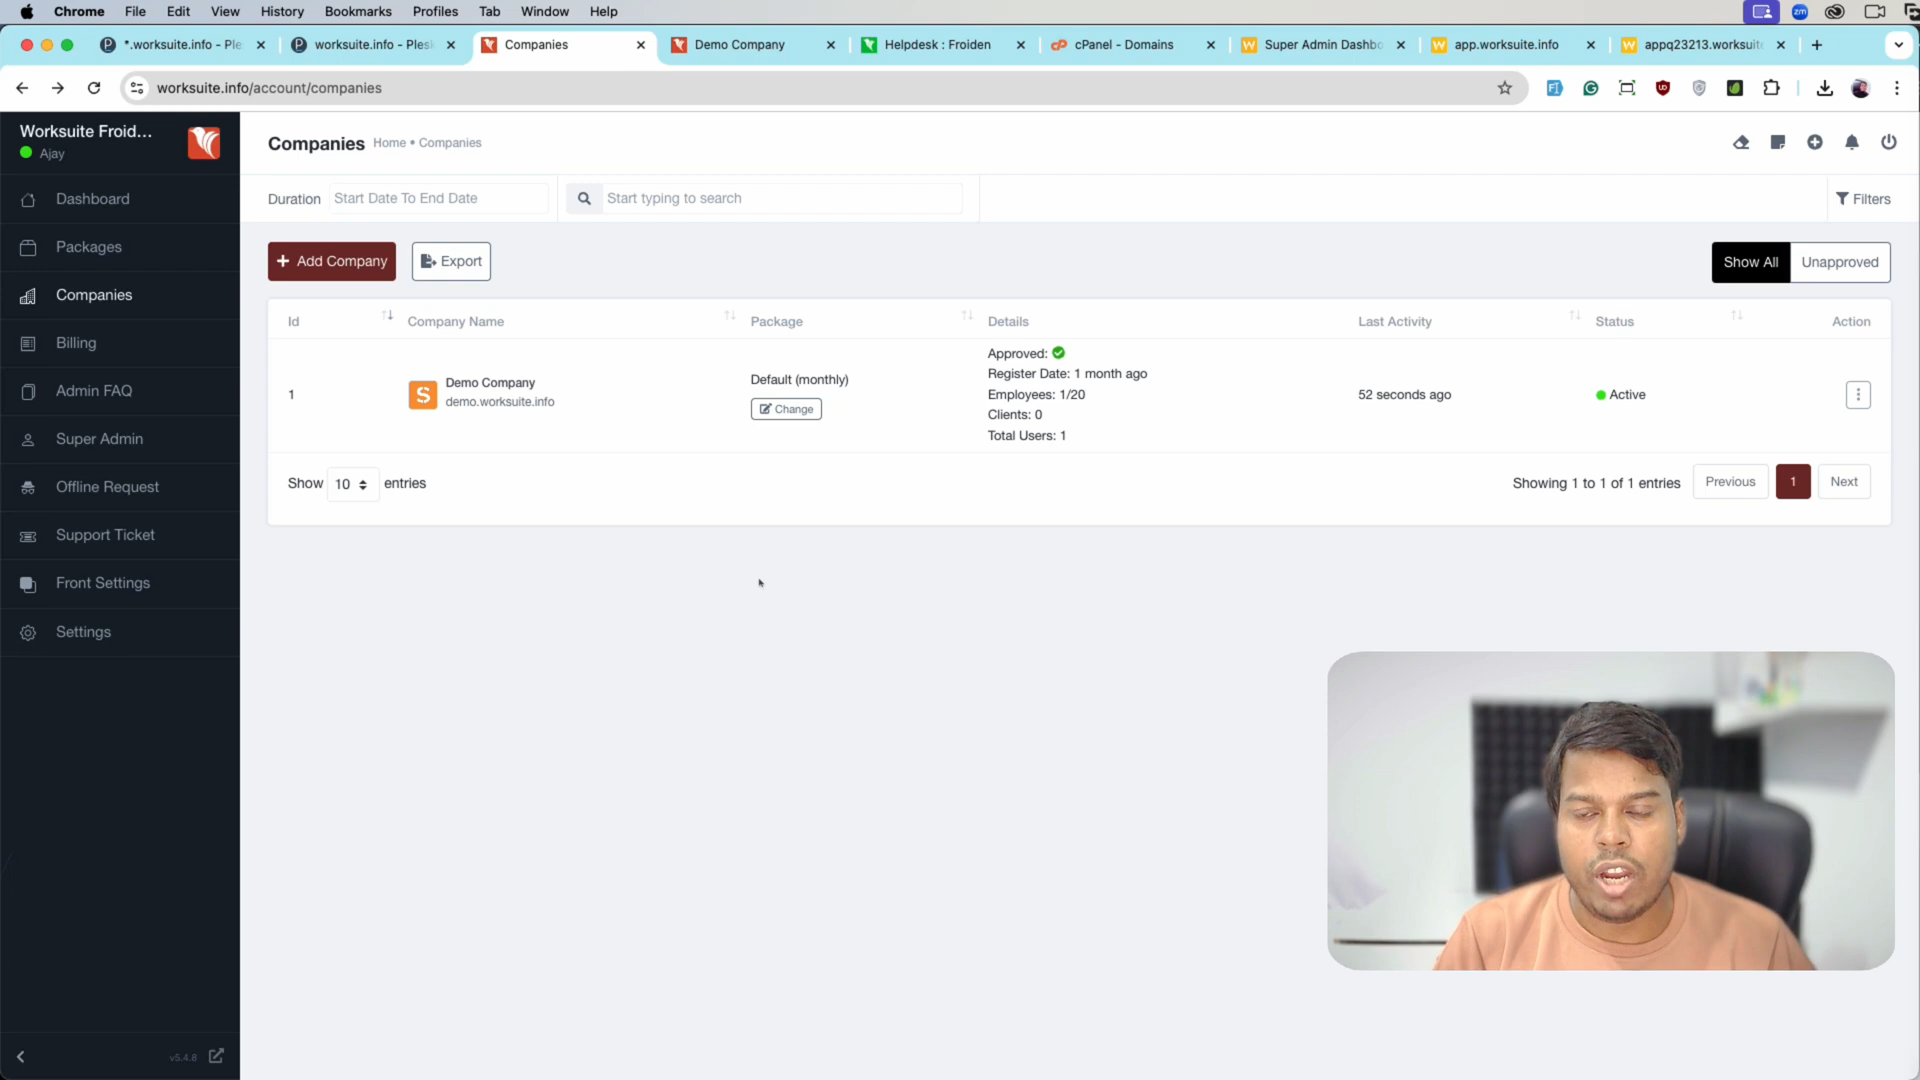 Chrome File Edit View History Bookmarks Profiles Tab Window Help
*.worksuite.info - Ple
worksuite.info - Plesk
Companies
Demo Company
Helpdesk : Froiden
cPanel - Domains
Super Admin Dashbo
app.worksuite.info
appq23213.worksuite
worksuite.info/account/companies
Worksuite Froid...
Ajay
Dashboard
Packages
Companies
Billing
Admin FAQ
Super Admin
Offline Request
Support Ticket
Front Settings
Settings
v5.4.8
Companies Home • Companies
Duration Start Date To End Date Start typing to search Filters
+ Add Company Export Show All Unapproved
Id Company Name Package Details Last Activity Status Action
1
S
Demo Company
demo.worksuite.info
Default (monthly)
Change
Approved:
Register Date: 1 month ago
Employees: 1/20
Clients: 0
Total Users: 1
52 seconds ago
Active
Show 10 entries
Showing 1 to 1 of 1 entries Previous 1 Next